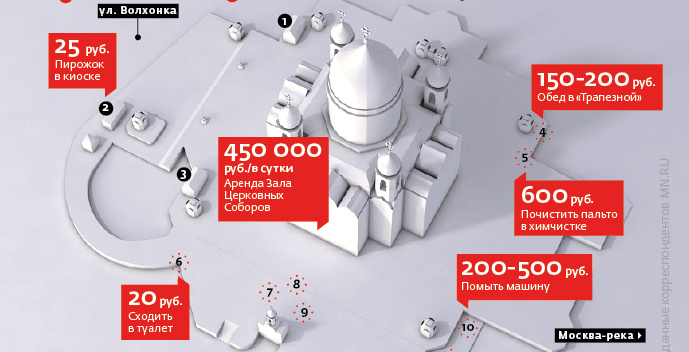 ул. Волхонка
1
25 руб.
Пирожок
в киоске
2
150-200 руб.
Обед в «Трапезной»
4
450 000
руб./в сутки
Аренда Зала
Церковных
Соборов
3
5
600 руб.
Почистить пальто
в химчистке
6
20 руб.
Сходить
в туалет
7
8
9
200-500 руб.
Помыть машину
10
Москва-река
данные корреспондентов MN.RU